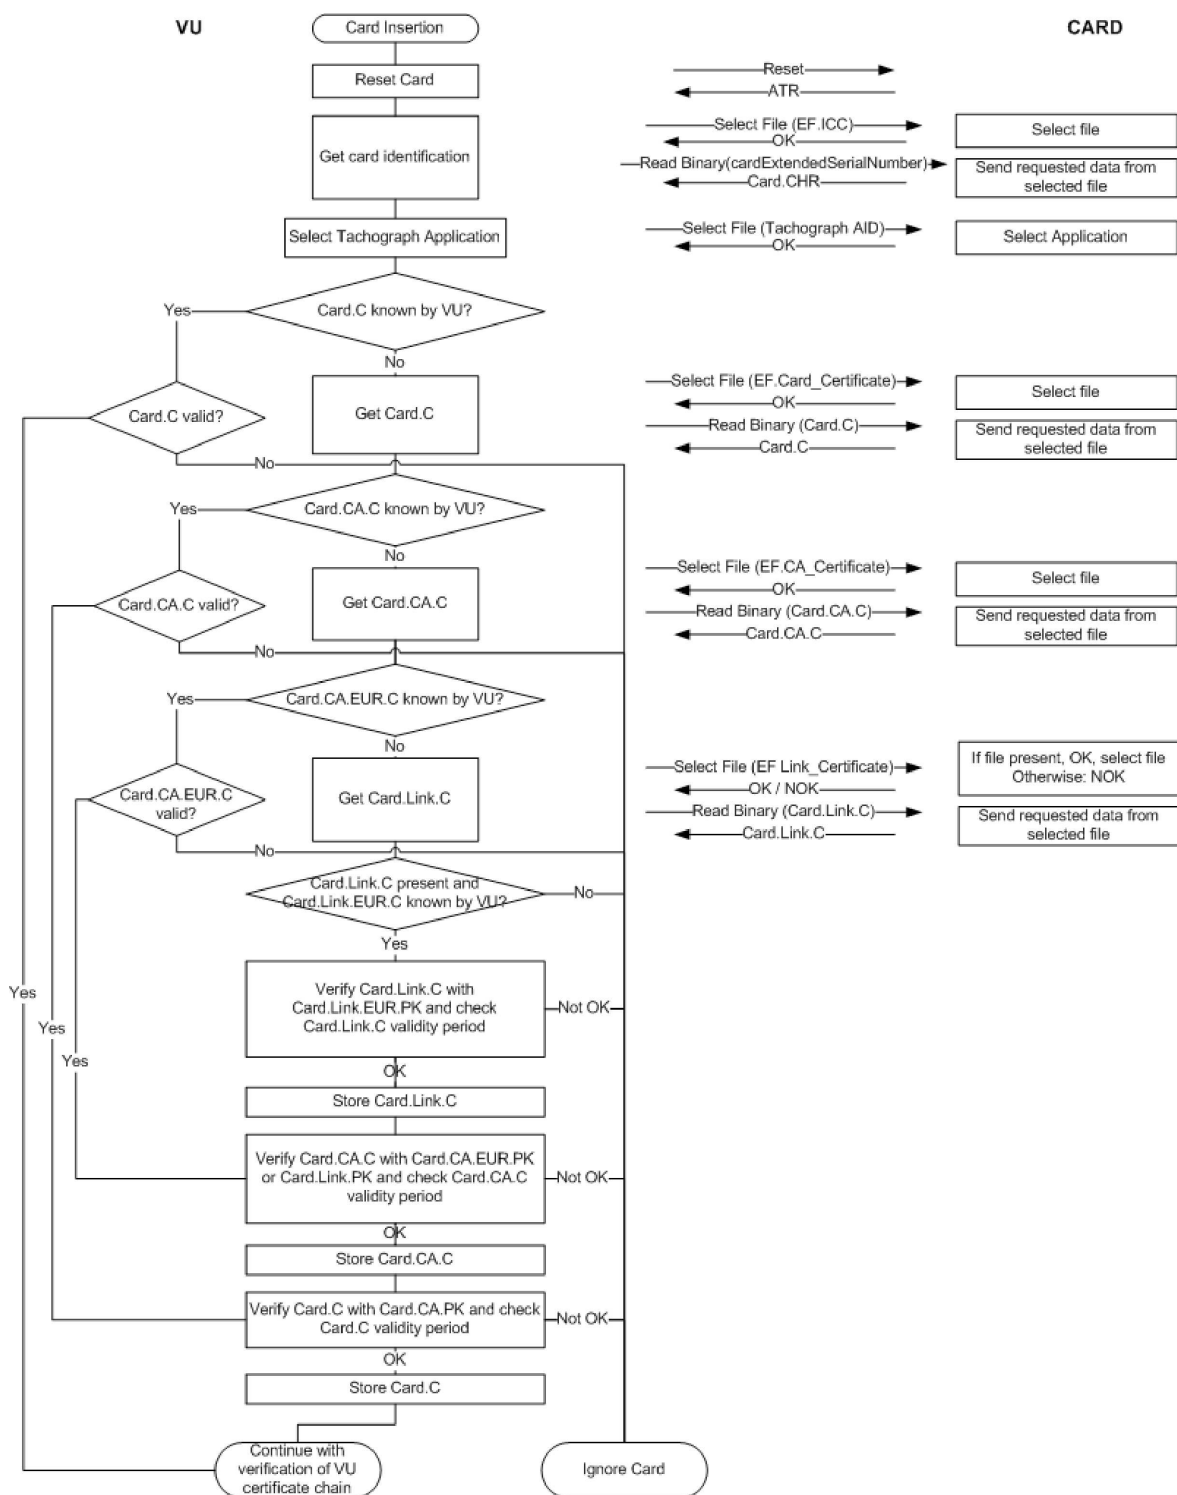 VU
Card Insertion
CARD
Reset Card
Reset
ATR
Get card identification
Select File (EF.ICC)
OK
Select file
Read Binary(cardExtendedSerialNumber)
Card.CHR
Send requested data from
selected file
Select Tachograph Application
Select File (Tachograph AID)
OK
Select Application
Card.C known by VU?
Yes
No
Card.C valid?
Get Card.C
Select File (EF.Card_Certificate)
OK
Select file
Read Binary (Card.C)
Card.C
Send requested data from
selected file
No
Card.CA.C known by VU?
Yes
No
Card.CA.C valid?
Get Card.CA.C
Select File (EF.CA_Certificate)
OK
Select file
Read Binary (Card.CA.C)
Card.CA.C
Send requested data from
selected file
No
Card.CA.EUR.C known by VU?
Yes
No
Card.CA.EUR.C
valid?
Get Card.Link.C
Select File (EF Link_Certificate)
OK / NOK
If file present, OK, select file
Otherwise: NOK
Read Binary (Card.Link.C)
Card.Link.C
Send requested data from
selected file
No
Card.Link.C present and
Card.Link.EUR.C known by VU?
No
Yes
Verify Card.Link.C with
Card.Link.EUR.PK and check
Card.Link.C validity period
Not OK
Yes
Yes
Yes
OK
Store Card.Link.C
Verify Card.CA.C with Card.CA.EUR.PK
or Card.Link.PK and check Card.CA.C
validity period
Not OK
OK
Store Card.CA.C
Verify Card.C with Card.CA.PK and check
Card.C validity period
Not OK
OK
Store Card.C
Continue with
verification of VU
certificate chain
Ignore Card